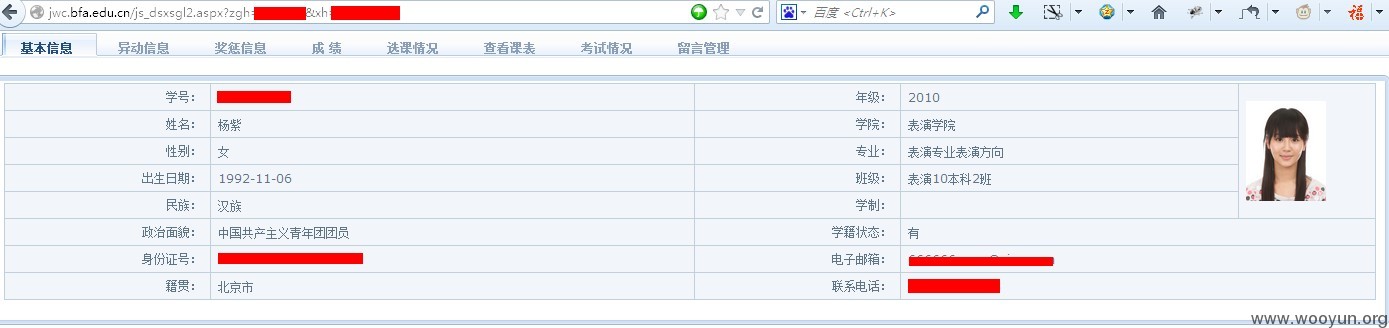 jwc.bfa.edu.cn/js_dsxsgl2.aspx?zgh= &xh=
百度 <Ctrl+K>
福
基本信息 异动信息 奖惩信息 成 绩 选课情况 查看课表 考试情况 留言管理
学号： 年级： 2010
姓名： 杨紫 学院： 表演学院
性别： 女 专业： 表演专业表演方向
出生日期： 1992-11-06 班级： 表演10本科2班
民族： 汉族 学制：
政治面貌： 中国共产主义青年团团员 学籍状态： 有
身份证号： 电子邮箱：
籍贯： 北京市 联系电话：
www.wooyun.org